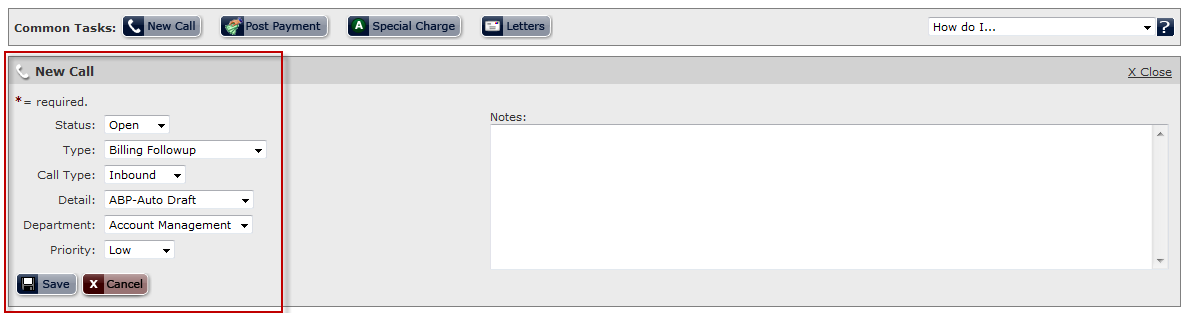 Common Tasks: New Call Post Payment A Special Charge Letters How do I... ?
New Call X Close
*= required.
Notes:
Status: Open
Type: Billing Followup
Call Type: Inbound
Detail: ABP-Auto Draft
Department: Account Management
Priority: Low
Save X Cancel